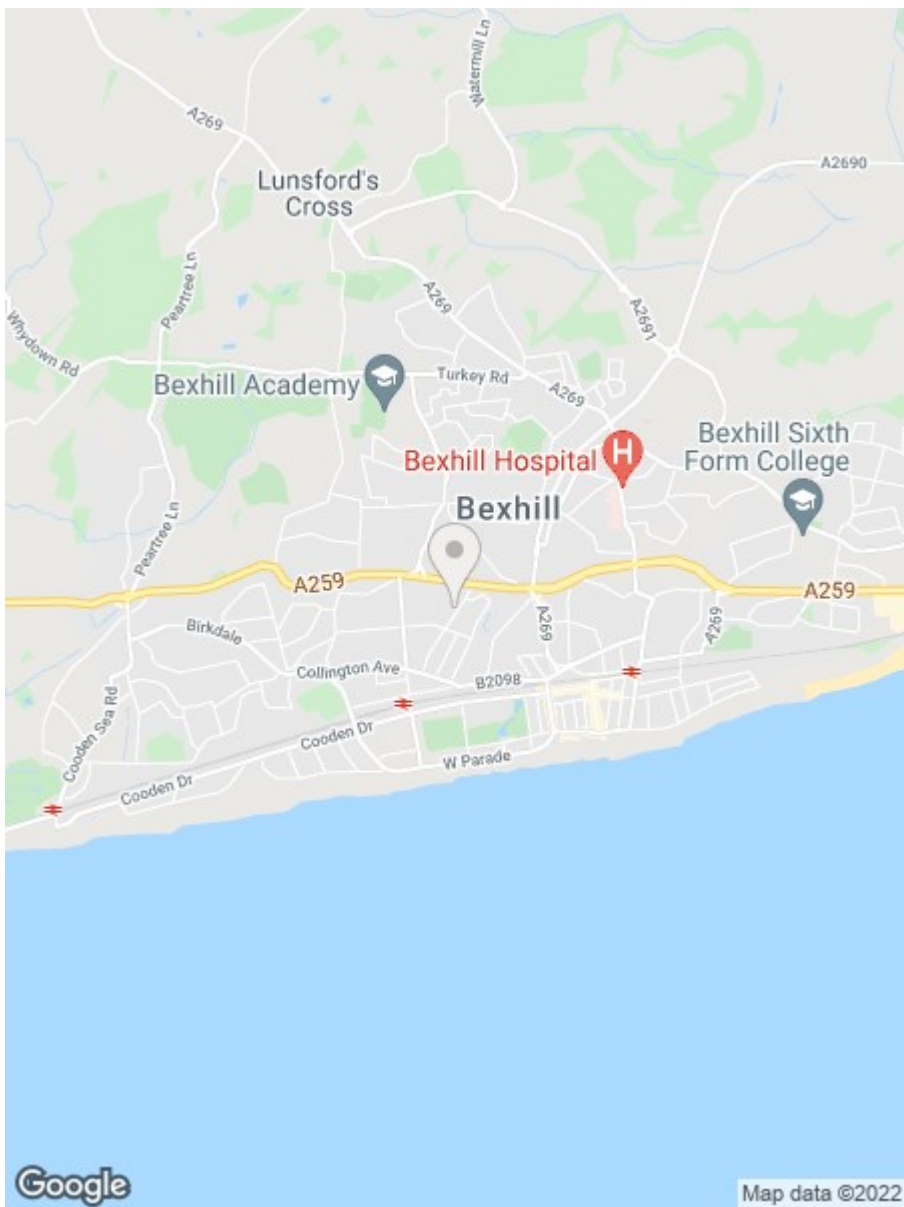 Watermill Ln
A269
A2690
Lunsford's
Cross
Peartree Ln
A269
A2691
Whydown Rd
Bexhill Academy
Turkey Rd
A269
Bexhill Sixth
Form College
Bexhill Hospital
H
Bexhill
Peartree Ln
A259
A259
Birkdale
A269
A269
Collington Ave
B2098
Cooden Sea Rd
Cooden Dr
W Parade
Cooden Dr
Google
Map data ©2022